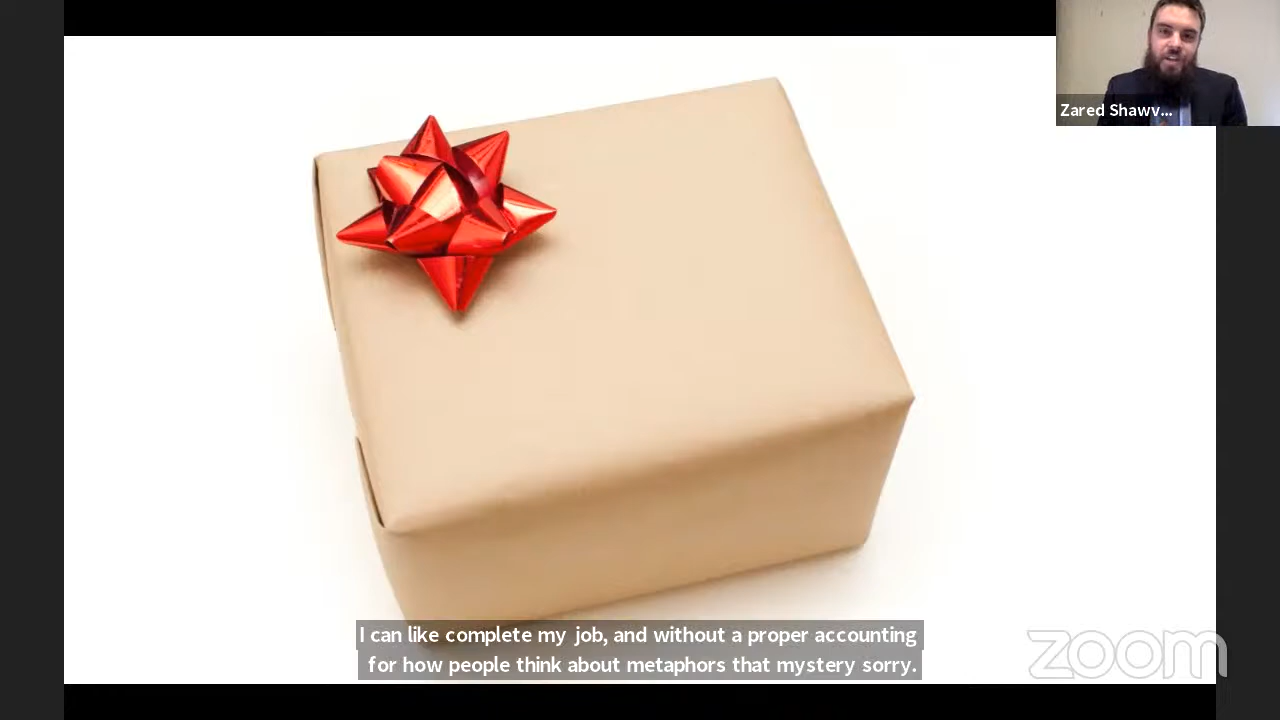 Zared Shawv...
I can like complete my job, and without a proper accounting
for how people think about metaphors that mystery sorry.
zoom